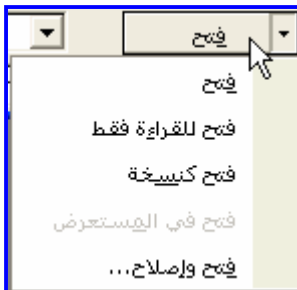 فتح
فتح
فتح للقراءة فقط
فتح كنسخة
فتح في المستعرض
فتح وإصلاح...